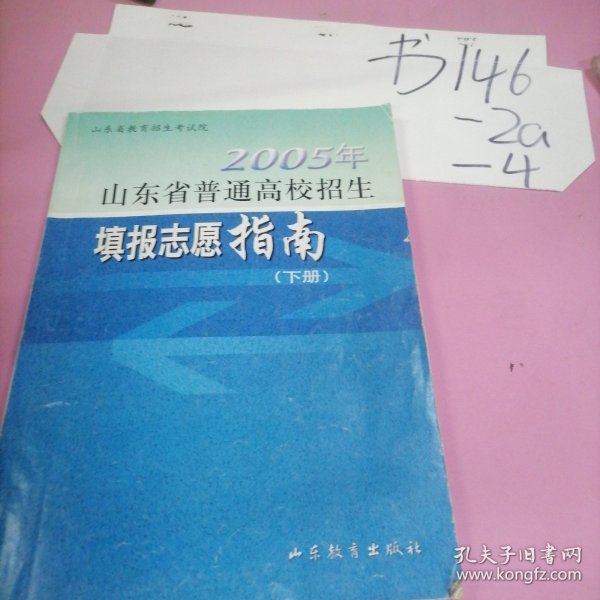 书146
-2a
-4
山东省教育招生考试院
2005年
山东省普通高校招生
填报志愿指南
(下册)
山东教育出版社
孔夫子旧书网
www.kongfz.com